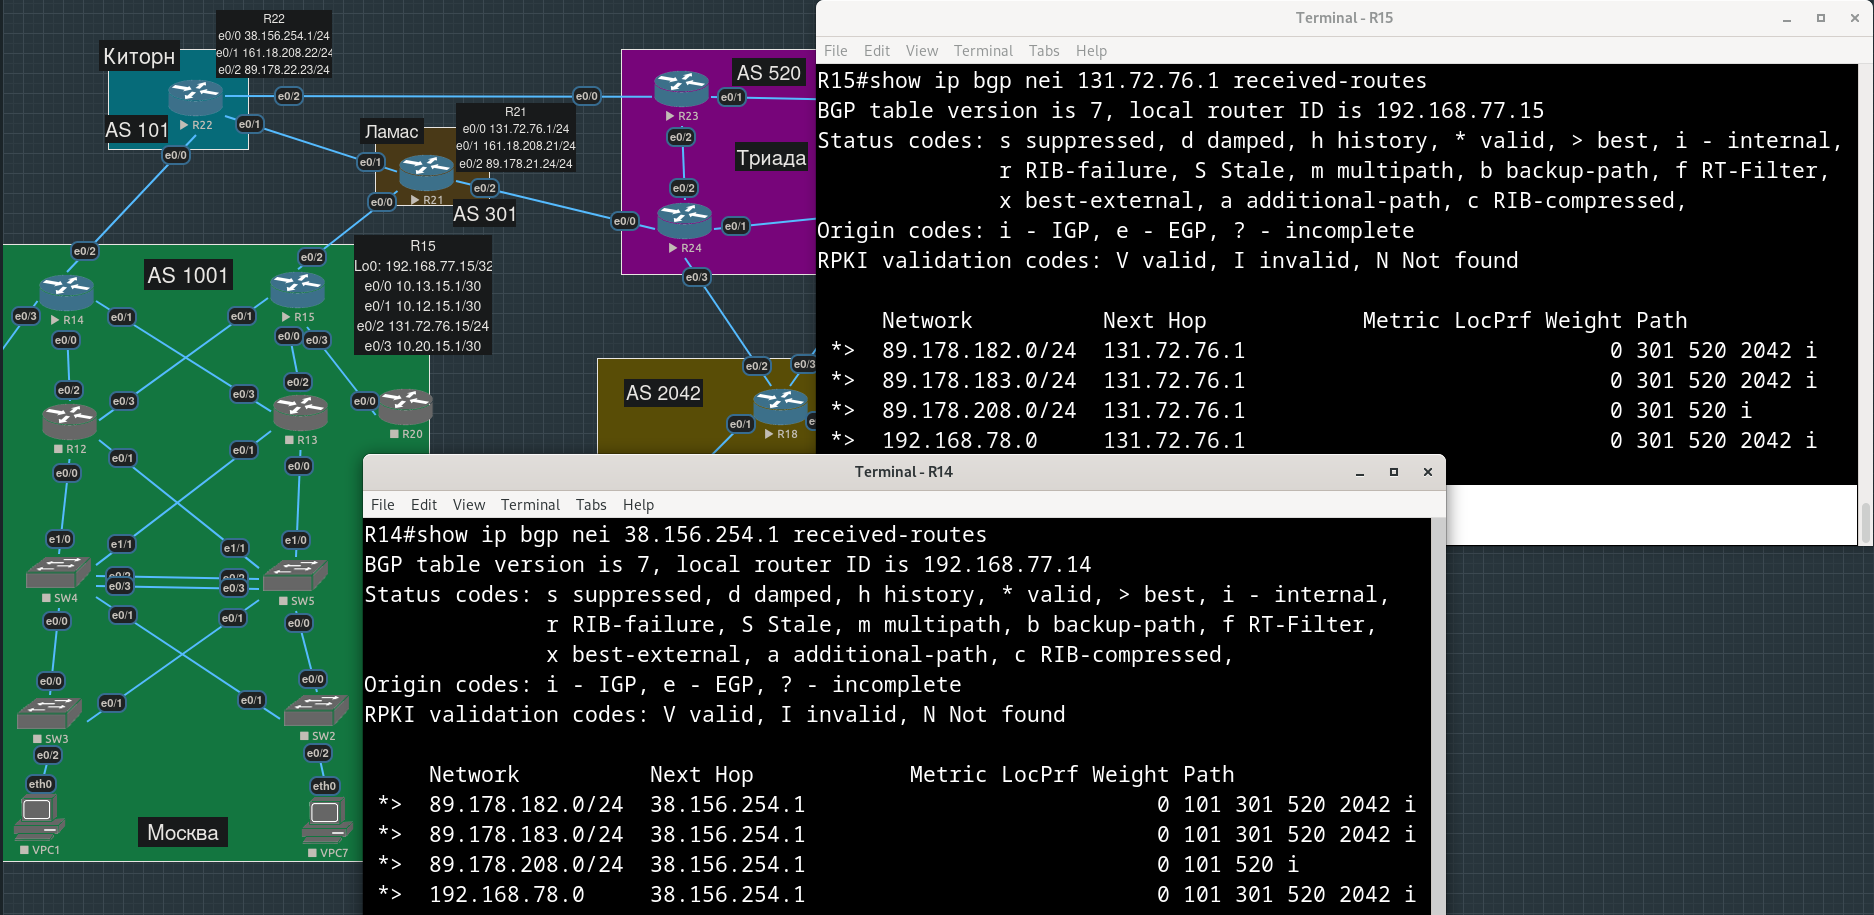 R22
e0/0 38.156.254.1/24
e0/1 161.18.208.22/24
e0/2 89.178.22.23/24
Киторн
AS 101
R22
e0/2
e0/1
e0/0
e0/0
R21
e0/0 131.72.76.1/24
e0/1 161.18.208.21/24
e0/2 89.178.21.24/24
Ламас
e0/1
R21
e0/2
e0/0
AS 301
AS 520
R23
e0/1
e0/2
Триада
e0/2
e0/0
R24
e0/1
e0/3
AS 1001
e0/2
e0/2
R15
Lo0: 192.168.77.15/32
e0/0 10.13.15.1/30
e0/1 10.12.15.1/30
e0/2 131.72.76.15/24
e0/3 10.20.15.1/30
e0/3
R14
e0/1
e0/0
e0/1
R15
e0/0
e0/3
e0/2
e0/3
R12
e0/1
e0/0
e0/3
e0/2
R13
e0/1
e0/0
e0/0
R20
AS 2042
e0/2
e0/3
e0/1
R18
e1/0
e1/1
e1/1
e1/0
e0/2
e0/2
e0/3
e0/3
SW4
SW5
e0/0
e0/1
e0/1
e0/0
e0/0
e0/1
e0/1
e0/0
SW3
SW2
e0/2
e0/2
eth0
eth0
VPC1
VPC7
Москва
Terminal - R15
File Edit View Terminal Tabs Help
R15#show ip bgp nei 131.72.76.1 received-routes
BGP table version is 7, local router ID is 192.168.77.15
Status codes: s suppressed, d damped, h history, * valid, > best, i - internal,
r RIB-failure, S Stale, m multipath, b backup-path, f RT-Filter,
x best-external, a additional-path, c RIB-compressed,
Origin codes: i - IGP, e - EGP, ? - incomplete
RPKI validation codes: V valid, I invalid, N Not found
Network Next Hop Metric LocPrf Weight Path
*> 89.178.182.0/24 131.72.76.1 0 301 520 2042 i
*> 89.178.183.0/24 131.72.76.1 0 301 520 2042 i
*> 89.178.208.0/24 131.72.76.1 0 301 520 i
*> 192.168.78.0 131.72.76.1 0 301 520 2042 i
Terminal - R14
File Edit View Terminal Tabs Help
R14#show ip bgp nei 38.156.254.1 received-routes
BGP table version is 7, local router ID is 192.168.77.14
Status codes: s suppressed, d damped, h history, * valid, > best, i - internal,
r RIB-failure, S Stale, m multipath, b backup-path, f RT-Filter,
x best-external, a additional-path, c RIB-compressed,
Origin codes: i - IGP, e - EGP, ? - incomplete
RPKI validation codes: V valid, I invalid, N Not found
Network Next Hop Metric LocPrf Weight Path
*> 89.178.182.0/24 38.156.254.1 0 101 301 520 2042 i
*> 89.178.183.0/24 38.156.254.1 0 101 301 520 2042 i
*> 89.178.208.0/24 38.156.254.1 0 101 520 i
*> 192.168.78.0 38.156.254.1 0 101 301 520 2042 i